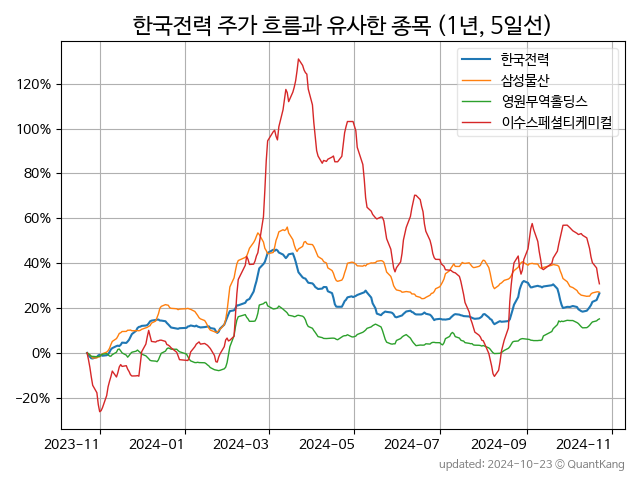 한국전력 주가 흐름과 유사한 종목 (1년, 5일선)
한국전력
삼성물산
영원무역홀딩스
이수스페셜티케미컬
120%
100%
80%
60%
40%
20%
0%
−20%
2023-11 2024-01 2024-03 2024-05 2024-07 2024-09 2024-11
updated: 2024-10-23 © QuantKang